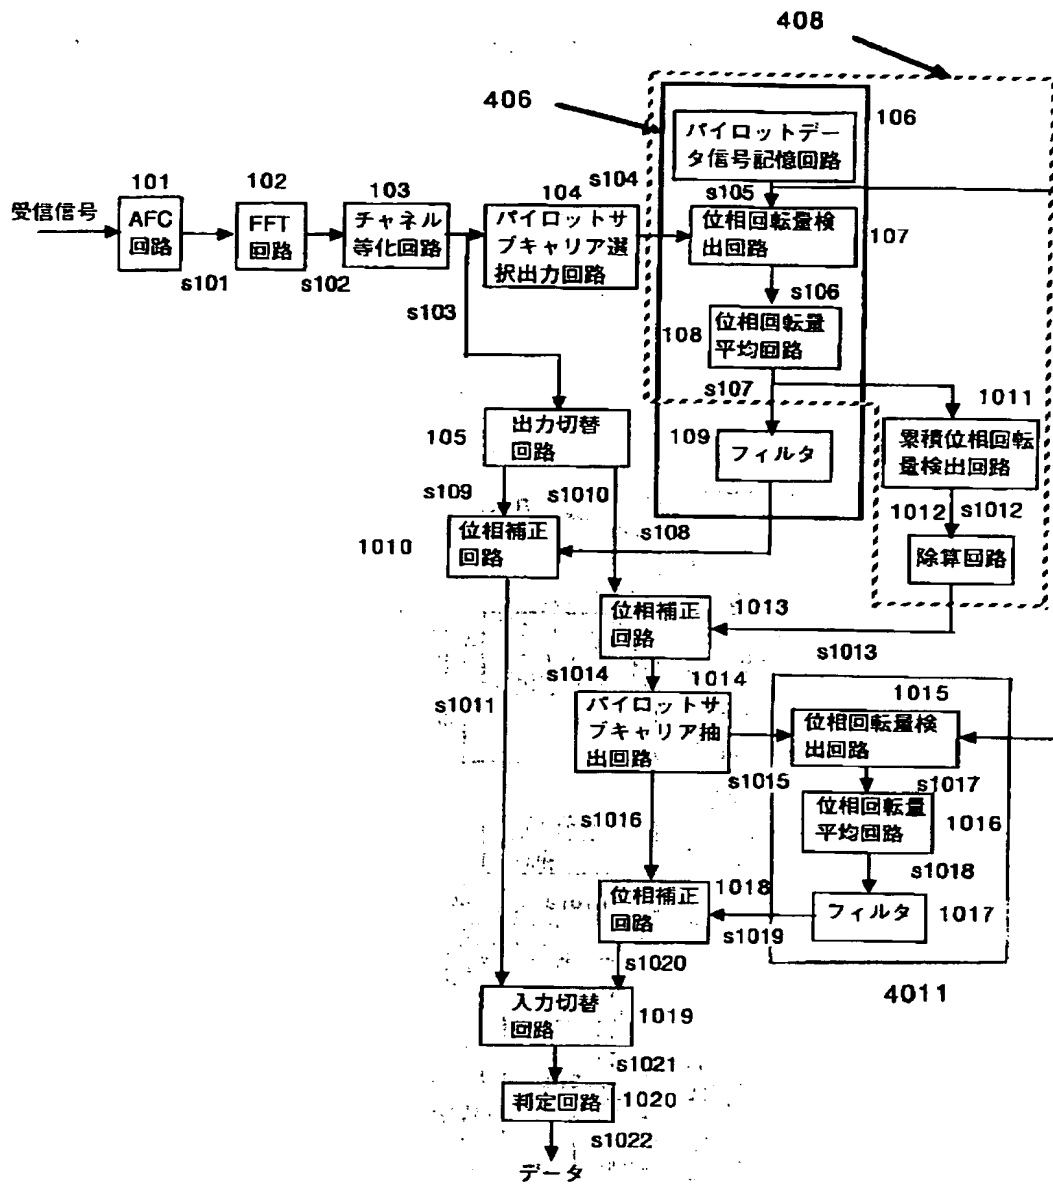 408
406
106
パイロットデー
タ信号記憶回路
s104
s105
101
102
103
104
受信信号
AFC
回路
FFT
回路
チャネル
等化回路
パイロットサ
ブキャリア選
択出力回路
位相回転量検
出回路
107
s101
s102
s103
s106
108
位相回転量
平均回路
s107
1011
105
出力切替
回路
109
フィルタ
累積位相回転
量検出回路
s109
s1010
1012
s1012
1010
位相補正
回路
s108
除算回路
位相補正
回路
1013
s1013
s1014
1014
1015
s1011
パイロットサ
ブキャリア抽
出回路
位相回転量検
出回路
s1015
s1017
s1016
位相回転量
平均回路
1016
s1018
位相補正
回路
1018
フィルタ
1017
s1019
s1020
4011
入力切替
回路
1019
s1021
判定回路
1020
s1022
データ